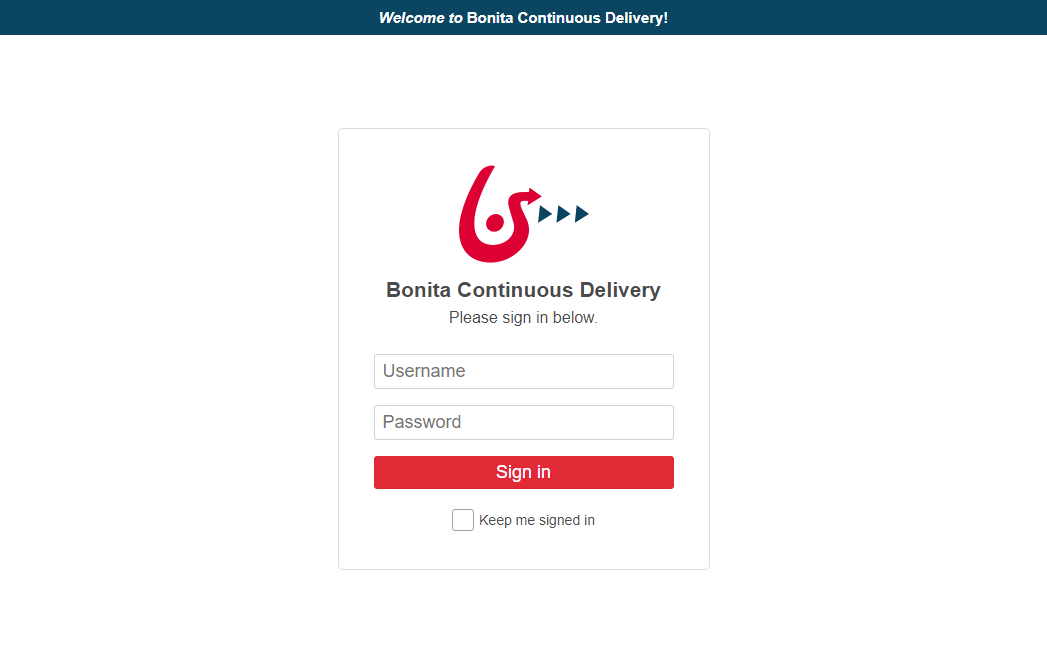 Welcome to Bonita Continuous Delivery!
Bonita Continuous Delivery
Please sign in below.
Username
Password
Sign in
Keep me signed in